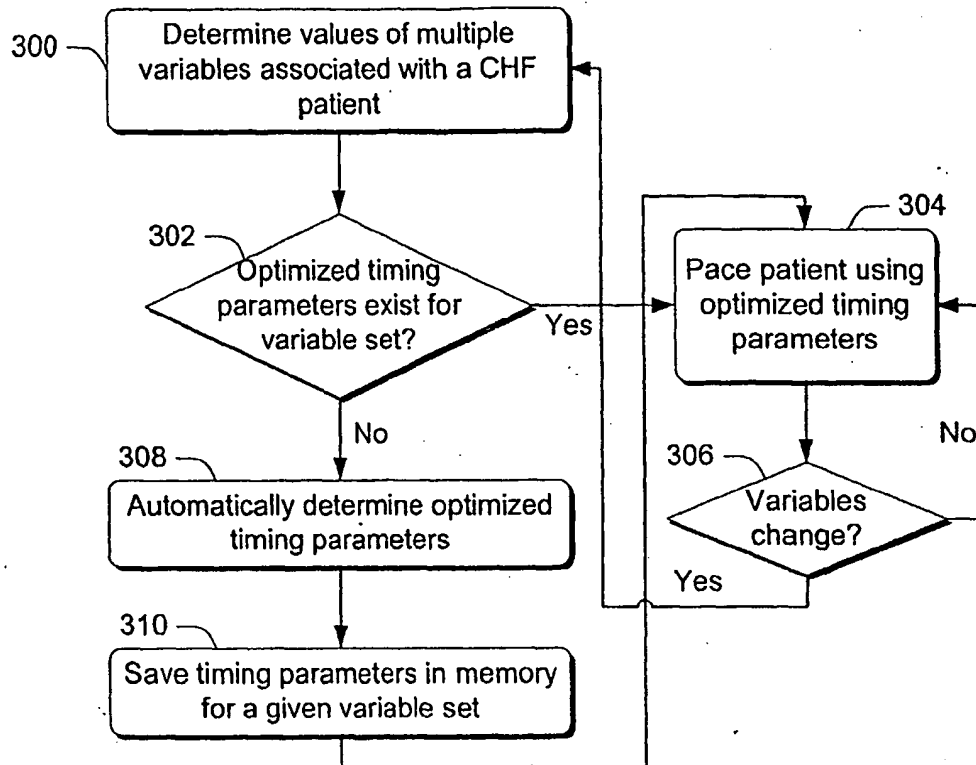 300
Determine values of multiple
variables associated with a CHF
patient
302
Optimized timing
parameters exist for
variable set?
Yes
No
304
Pace patient using
optimized timing
parameters
306
Variables
change?
No
Yes
308
Automatically determine optimized
timing parameters
310
Save timing parameters in memory
for a given variable set